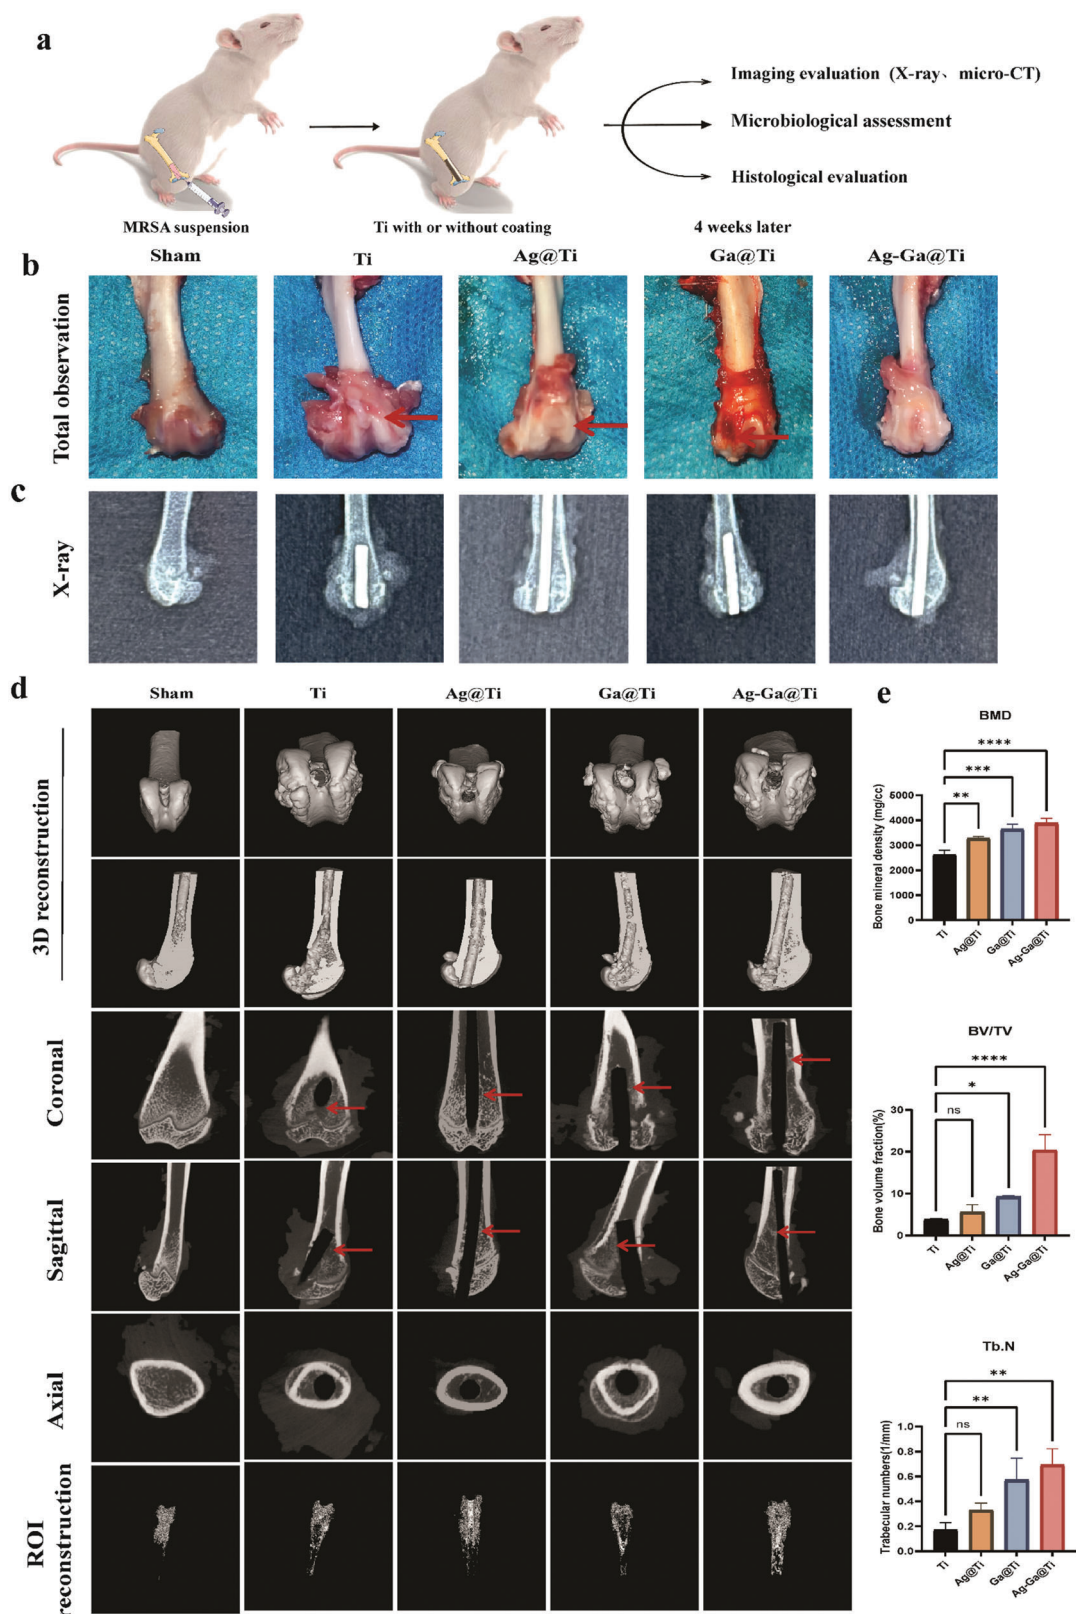 a
Imaging evaluation (X-ray、micro-CT)
Microbiological assessment
Histological evaluation
MRSA suspension
Ti with or without coating
4 weeks later
b
Sham
Ti
Ag@Ti
Ga@Ti
Ag-Ga@Ti
Total observation
c
X-ray
d
Sham
Ti
Ag@Ti
Ga@Ti
Ag-Ga@Ti
3D reconstruction
Coronal
Sagittal
Axial
ROI
reconstruction
e
BMD
****
***
**
Bone mineral density (mg/cc)
6000
5000
4000
3000
2000
1000
0
Ti
Ag@Ti
Ga@Ti
Ag-Ga@Ti
BV/TV
****
*
ns
Bone volume fraction(%)
30
20
10
0
Ti
Ag@Ti
Ga@Ti
Ag-Ga@Ti
Tb.N
**
**
ns
Trabecular numbers(1/mm)
1.0
0.8
0.6
0.4
0.2
0.0
Ti
Ag@Ti
Ga@Ti
Ag-Ga@Ti